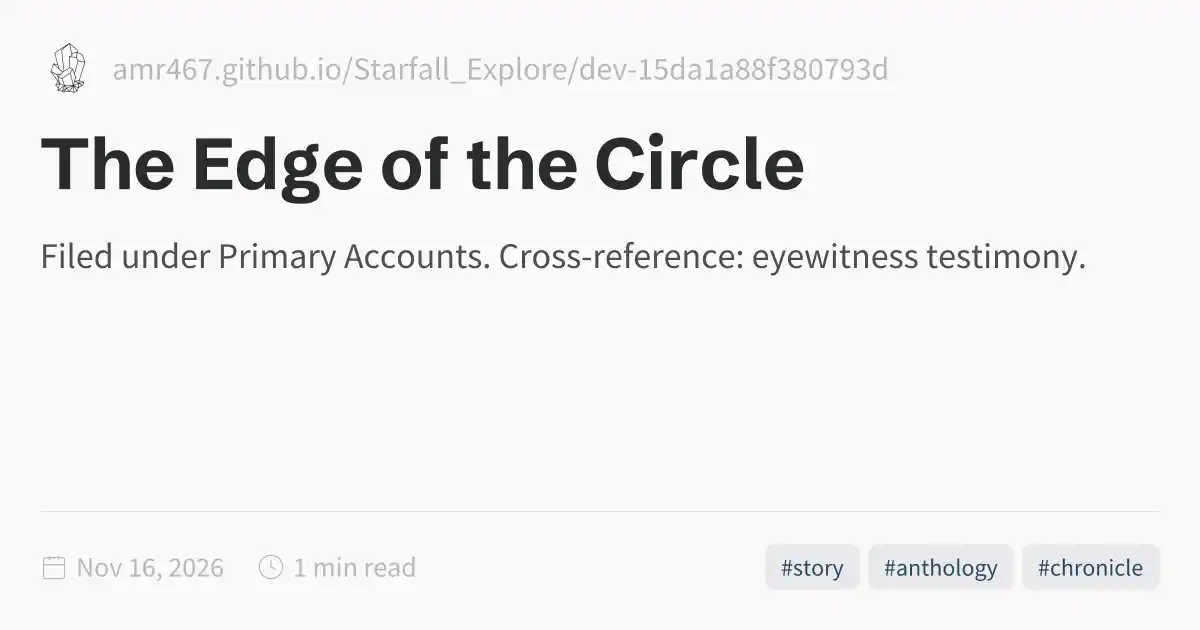 amr467.github.io/Starfall_Explore/dev-15da1a88f380793d
The Edge of the Circle
Filed under Primary Accounts. Cross-reference: eyewitness testimony.
Nov 16, 2026
1 min read
#story
#anthology
#chronicle